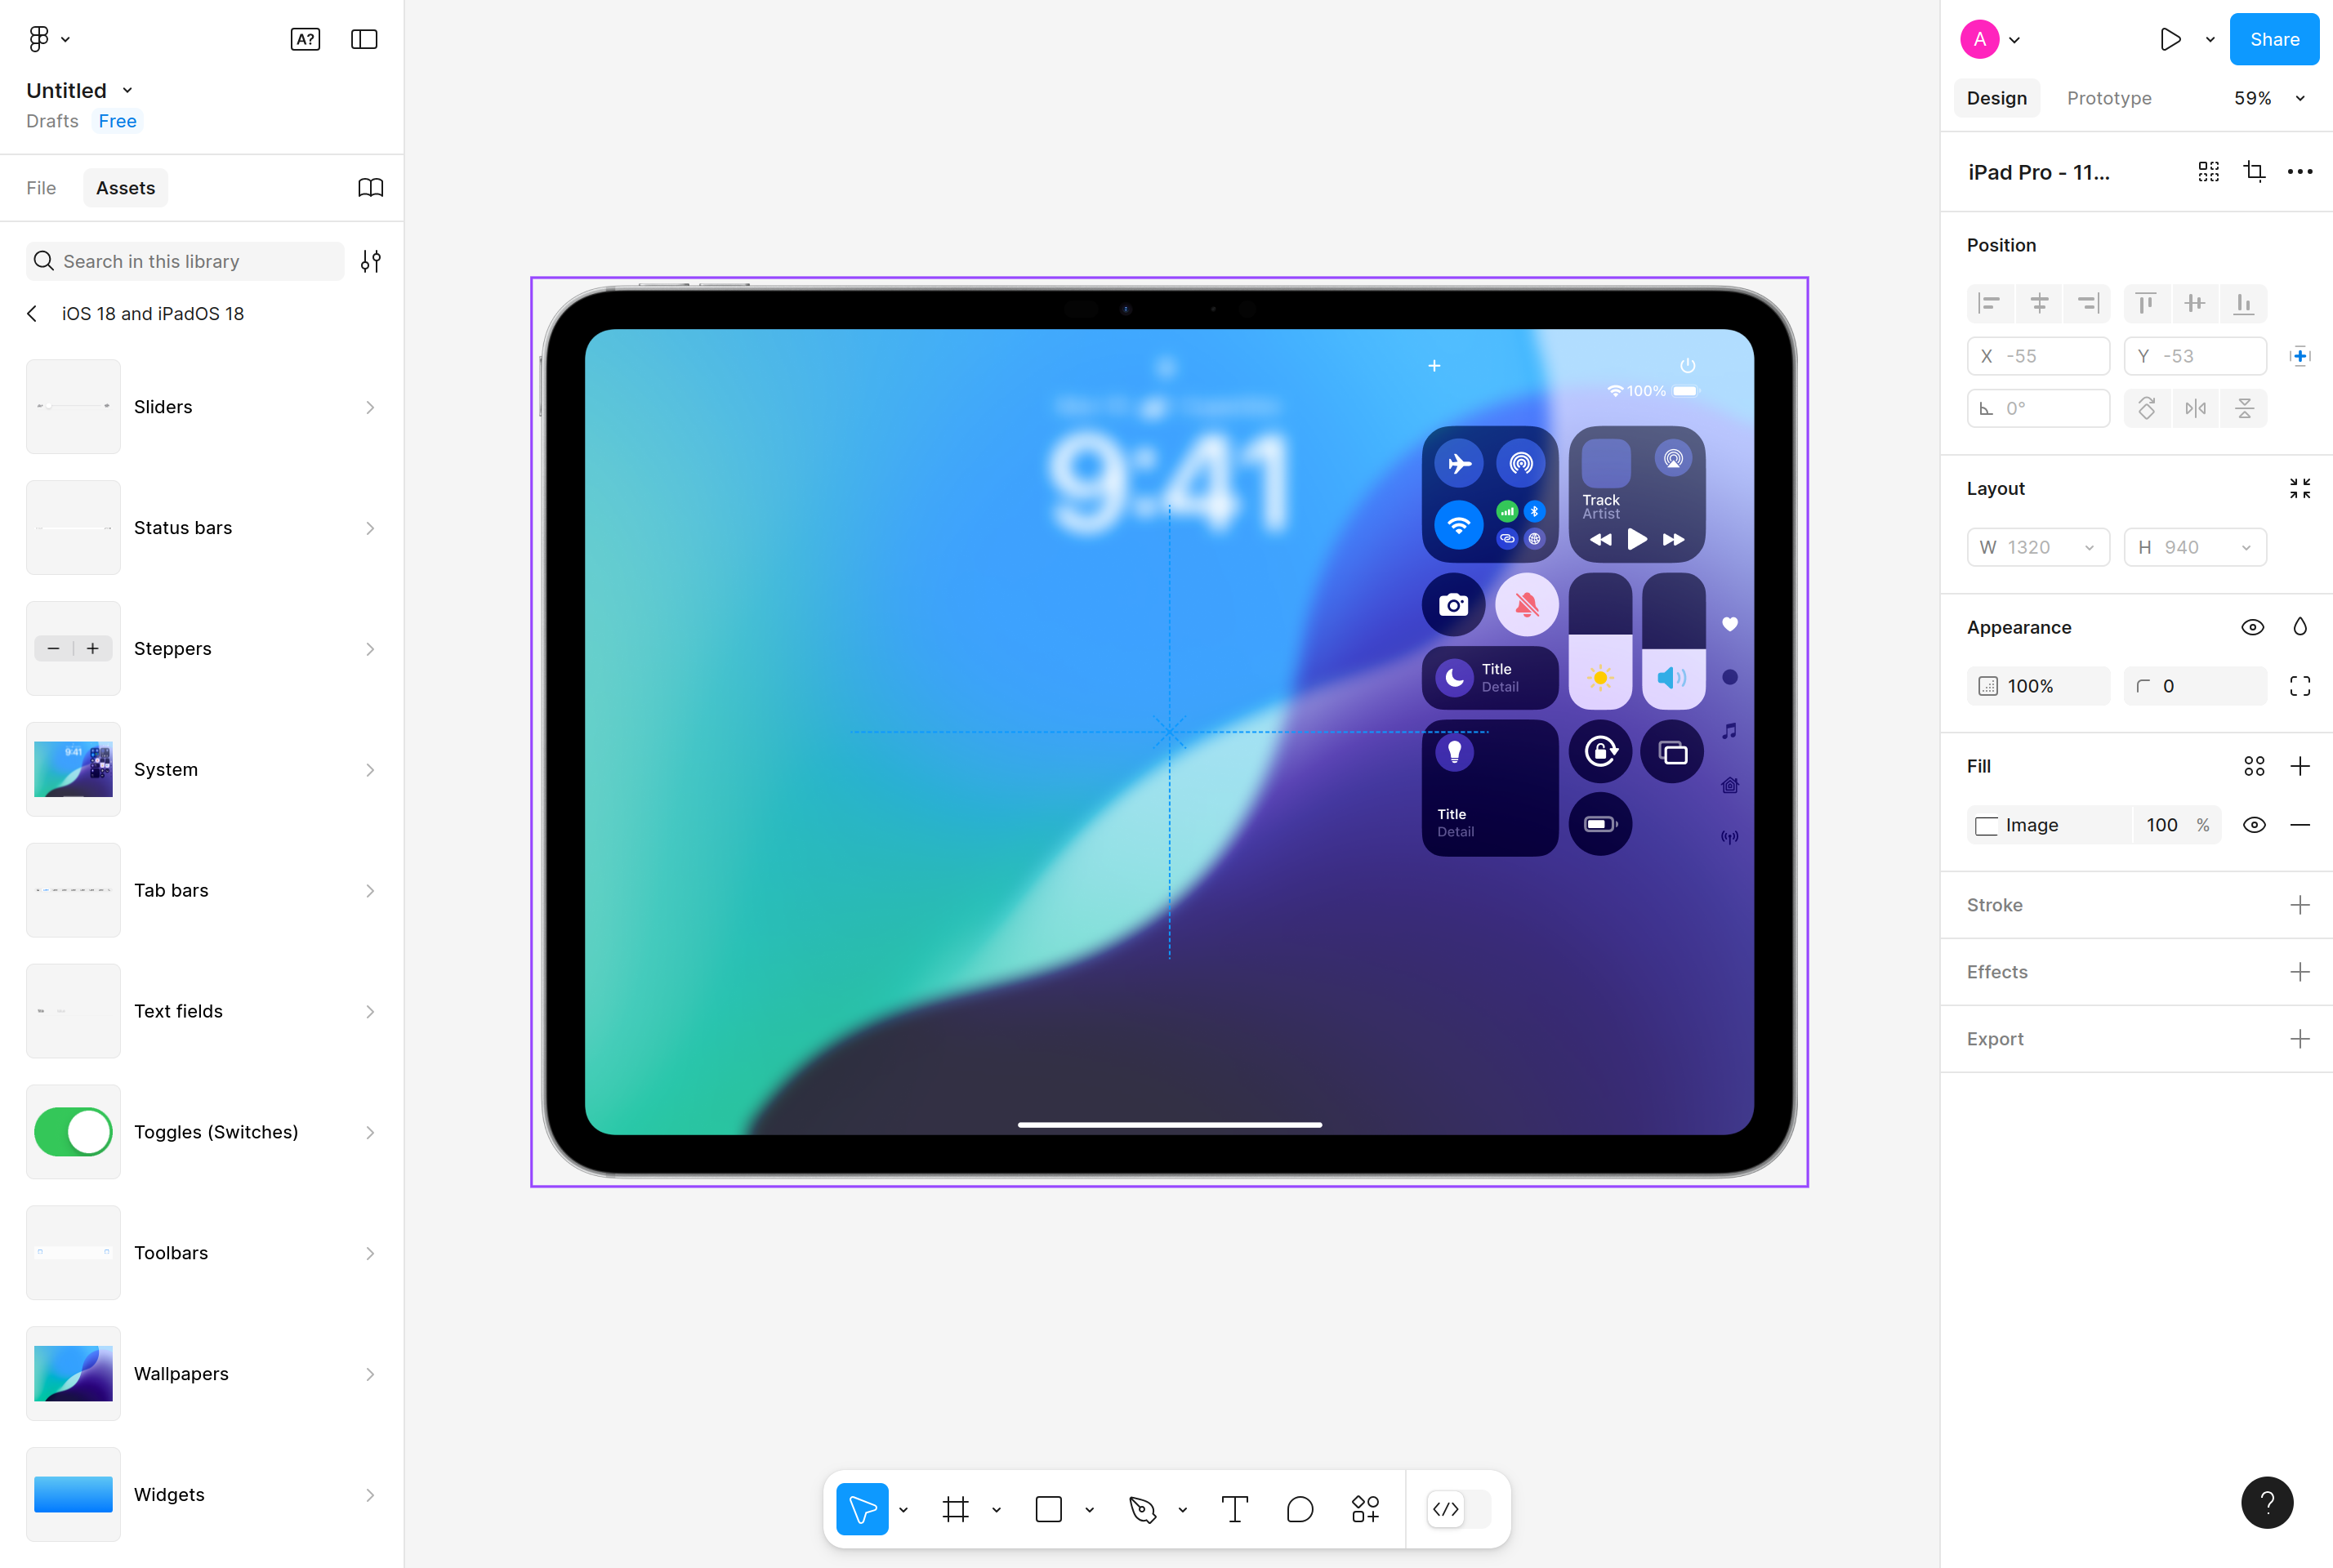 A?
Untitled
Drafts Free
File Assets
Search in this library
iOS 18 and iPadOS 18
Sliders
Status bars
Steppers
9:41
System
Tab bars
Text fields
Toggles (Switches)
Toolbars
Wallpapers
Widgets
9:41
100%
Track
Artist
Title
Detail
Title
Detail
A
Share
Design Prototype 59%
iPad Pro - 11...
Position
X -55 Y -53
0°
Layout
W 1320 H 940
Appearance
100% 0
Fill
Image 100 %
Stroke
Effects
Export
?